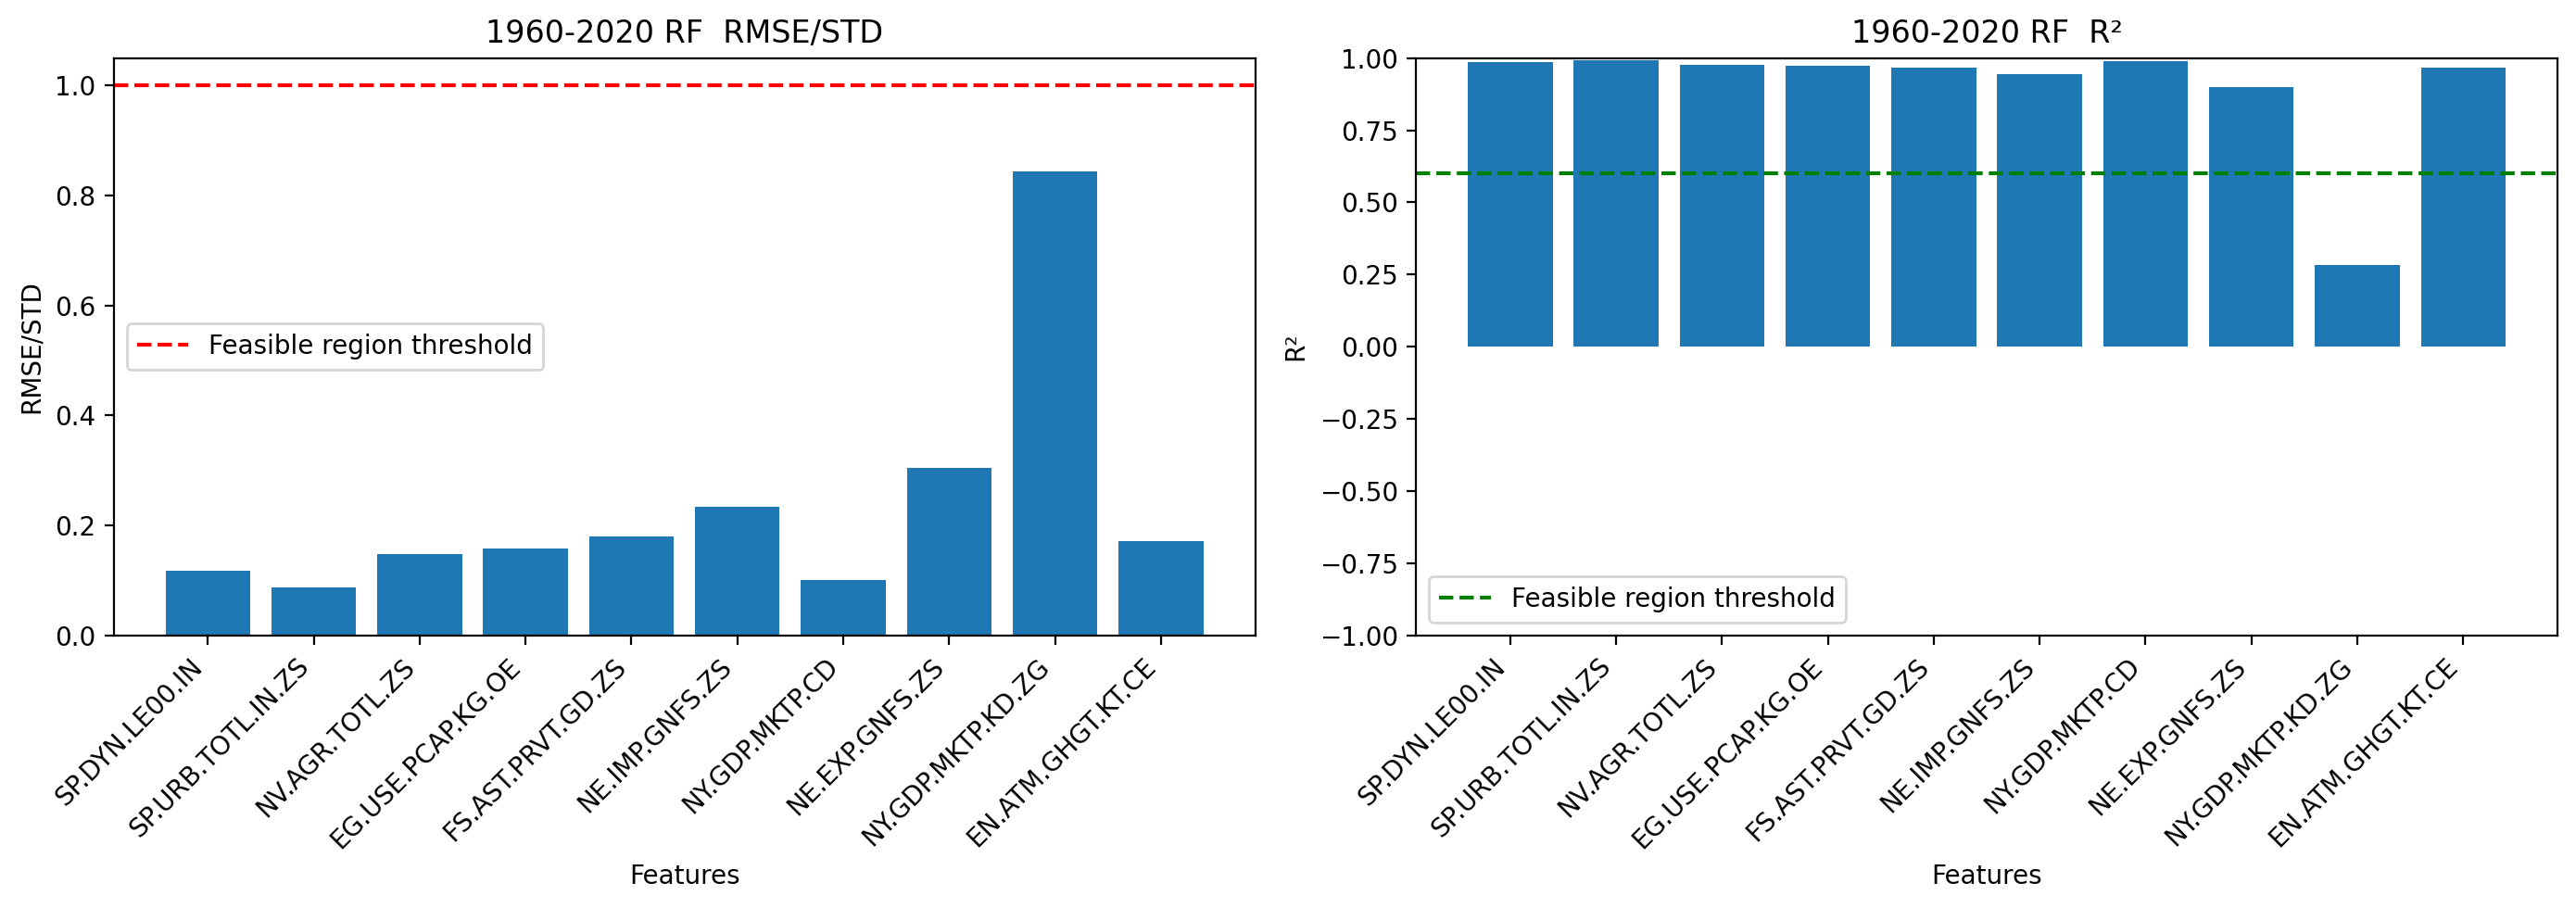 1960-2020 RF  RMSE/STD
RMSE/STD
1.0
0.8
0.6
0.4
0.2
0.0
Feasible region threshold
SP.DYN.LE00.IN
SP.URB.TOTL.IN.ZS
NV.AGR.TOTL.ZS
EG.USE.PCAP.KG.OE
FS.AST.PRVT.GD.ZS
NE.IMP.GNFS.ZS
NY.GDP.MKTP.CD
NE.EXP.GNFS.ZS
NY.GDP.MKTP.KD.ZG
EN.ATM.GHGT.KT.CE
Features
1960-2020 RF  R²
R²
1.00
0.75
0.50
0.25
0.00
−0.25
−0.50
−0.75
−1.00
Feasible region threshold
SP.DYN.LE00.IN
SP.URB.TOTL.IN.ZS
NV.AGR.TOTL.ZS
EG.USE.PCAP.KG.OE
FS.AST.PRVT.GD.ZS
NE.IMP.GNFS.ZS
NY.GDP.MKTP.CD
NE.EXP.GNFS.ZS
NY.GDP.MKTP.KD.ZG
EN.ATM.GHGT.KT.CE
Features